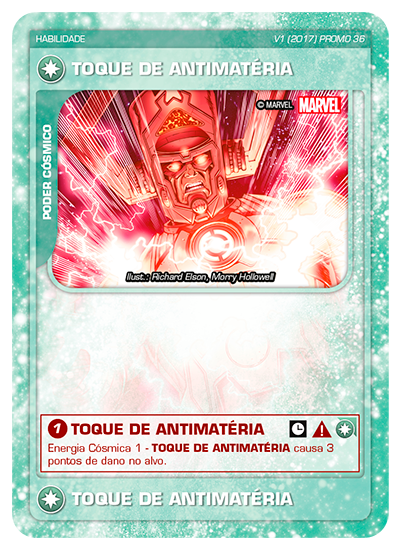 HABILIDADE
V1 (2017) PROMO 36
TOQUE DE ANTIMATÉRIA
PODER CÓSMICO
© MARVEL
MARVEL
Ilust.: Richard Elson, Morry Hollowell
1 TOQUE DE ANTIMATÉRIA
Energia Cósmica 1 - TOQUE DE ANTIMATÉRIA causa 3
pontos de dano no alvo.
TOQUE DE ANTIMATÉRIA